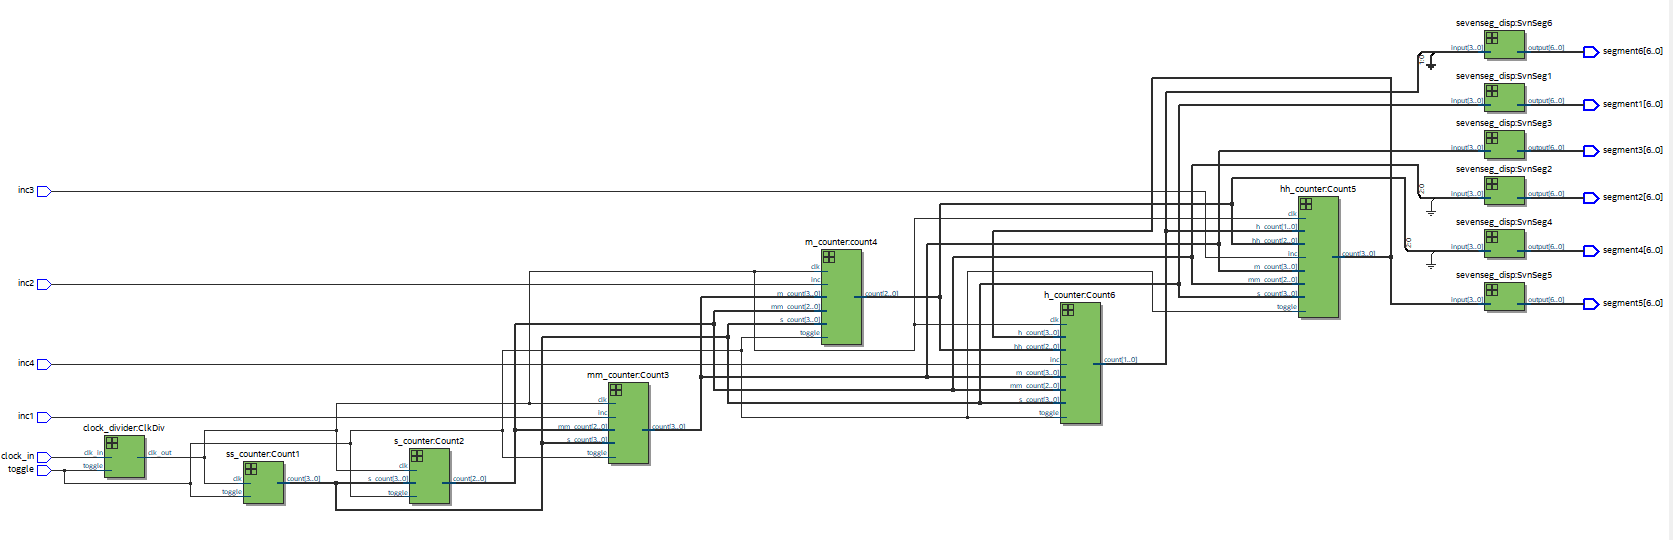 sevenseg_disp:SvnSeg6
input[3..0]
output[6..0]
segment6[6..0]
1:0
sevenseg_disp:SvnSeg1
input[3..0]
output[6..0]
segment1[6..0]
sevenseg_disp:SvnSeg3
input[3..0]
output[6..0]
segment3[6..0]
sevenseg_disp:SvnSeg2
2:0
input[3..0]
output[6..0]
segment2[6..0]
sevenseg_disp:SvnSeg4
2:0
input[3..0]
output[6..0]
segment4[6..0]
sevenseg_disp:SvnSeg5
input[3..0]
output[6..0]
segment5[6..0]
inc3
hh_counter:Count5
clk
h_count[1..0]
hh_count[2..0]
inc
m_count[3..0]
mm_count[2..0]
s_count[3..0]
toggle
count[3..0]
inc2
m_counter:count4
clk
inc
m_count[3..0]
mm_count[2..0]
s_count[3..0]
toggle
count[2..0]
h_counter:Count6
clk
h_count[3..0]
hh_count[2..0]
inc
m_count[3..0]
mm_count[2..0]
s_count[3..0]
toggle
count[1..0]
inc4
mm_counter:Count3
clk
inc
mm_count[2..0]
s_count[3..0]
toggle
count[3..0]
inc1
clock_divider:ClkDiv
clock_in
clk_in
clk_out
toggle
toggle
ss_counter:Count1
clk
toggle
count[3..0]
s_counter:Count2
clk
s_count[3..0]
toggle
count[2..0]